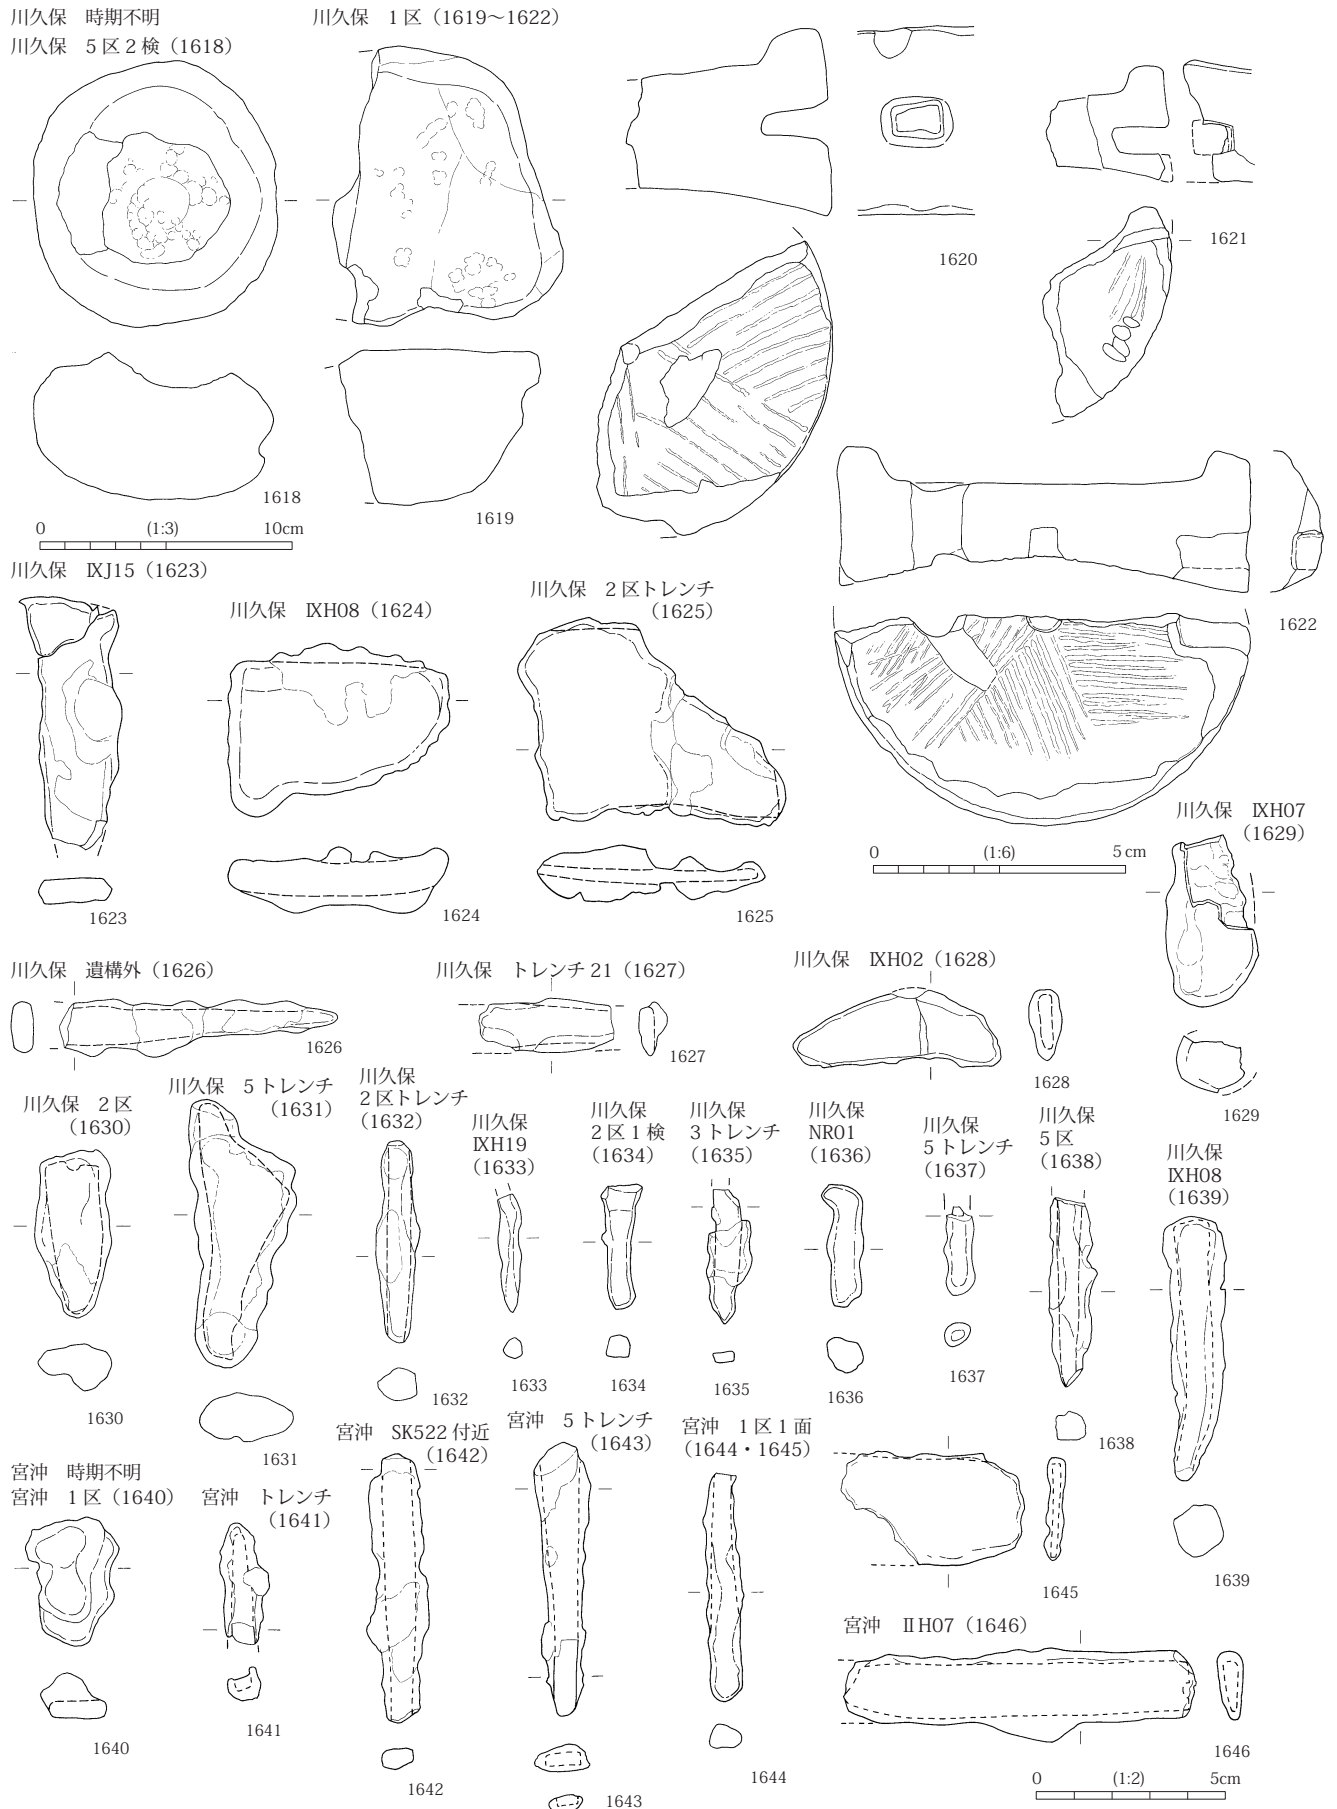 川久保　時期不明
川久保　5区2検（1618）
川久保　1区（1619～1622）
1618
1619
1620
1621
1622
0 (1:3) 10cm
川久保　ⅨJ15（1623）
川久保　ⅨH08（1624）
川久保　2区トレンチ
（1625）
1623
1624
1625
0 (1:6) 5cm
川久保　ⅨH07
（1629）
川久保　遺構外（1626）
川久保　トレンチ21（1627）
川久保　ⅨH02（1628）
1626
1627
1628
1629
川久保　2区
（1630）
川久保　5トレンチ
（1631）
川久保
2区トレンチ
（1632）
川久保
ⅨH19
（1633）
川久保
2区1検
（1634）
川久保
3トレンチ
（1635）
川久保
NR01
（1636）
川久保
5トレンチ
（1637）
川久保
5区
（1638）
川久保
ⅨH08
（1639）
1630
1631
1632
1633
1634
1635
1636
1637
1638
1639
宮沖　時期不明
宮沖　1区（1640）
宮沖　トレンチ
（1641）
宮沖　SK522付近
（1642）
宮沖　5トレンチ
（1643）
宮沖　1区1面
（1644・1645）
1640
1641
1642
1643
1644
1645
宮沖　ⅡH07（1646）
1646
0 (1:2) 5cm